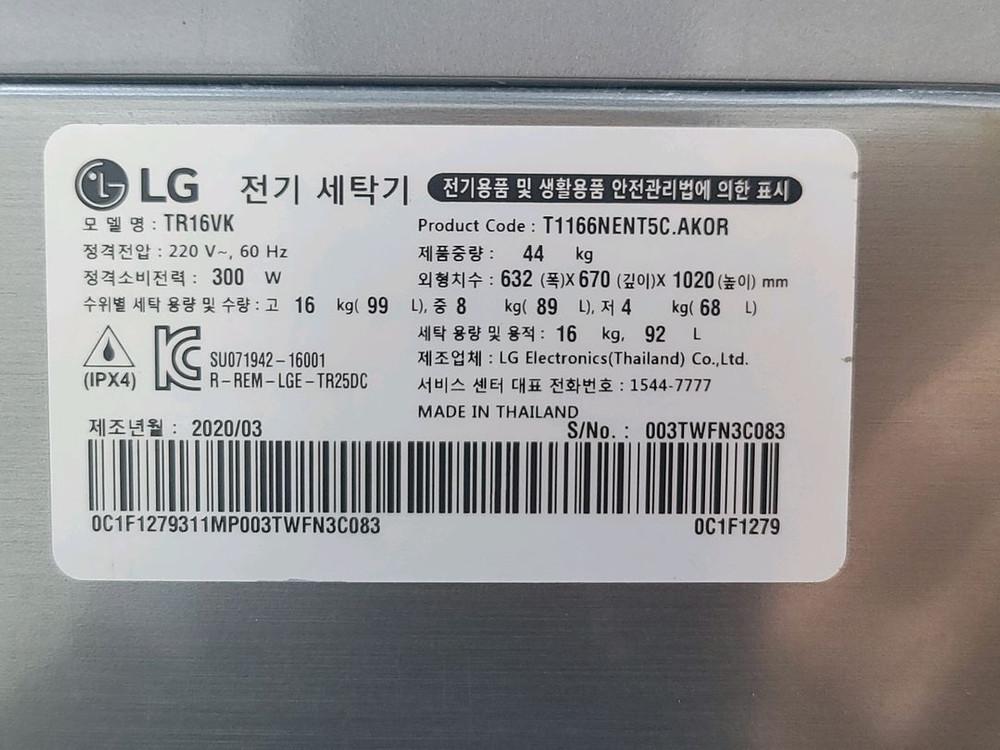 LG 전기 세탁기 전기용품 및 생활용품 안전관리법에 의한 표시
모 델 명 : TR16VK
Product Code : T1166NENT5C.AKOR
정격전압 : 220 V~, 60 Hz
제품중량 : 44 kg
정격소비전력 : 300 W
외형치수 : 632 (폭)X 670 (깊이)X 1020 (높이) mm
수위별 세탁 용량 및 수량 : 고 16 kg( 99 L), 중 8 kg( 89 L), 저 4 kg( 68 L)
세탁 용량 및 용적 : 16 kg, 92 L
(IPX4)
SU071942-16001
R-REM-LGE-TR25DC
제조업체 : LG Electronics(Thailand) Co.,Ltd.
서비스 센터 대표 전화번호 : 1544-7777
MADE IN THAILAND
제조년월 : 2020/03
S/No. : 003TWFN3C083
0C1F1279311MP003TWFN3C083 0C1F1279